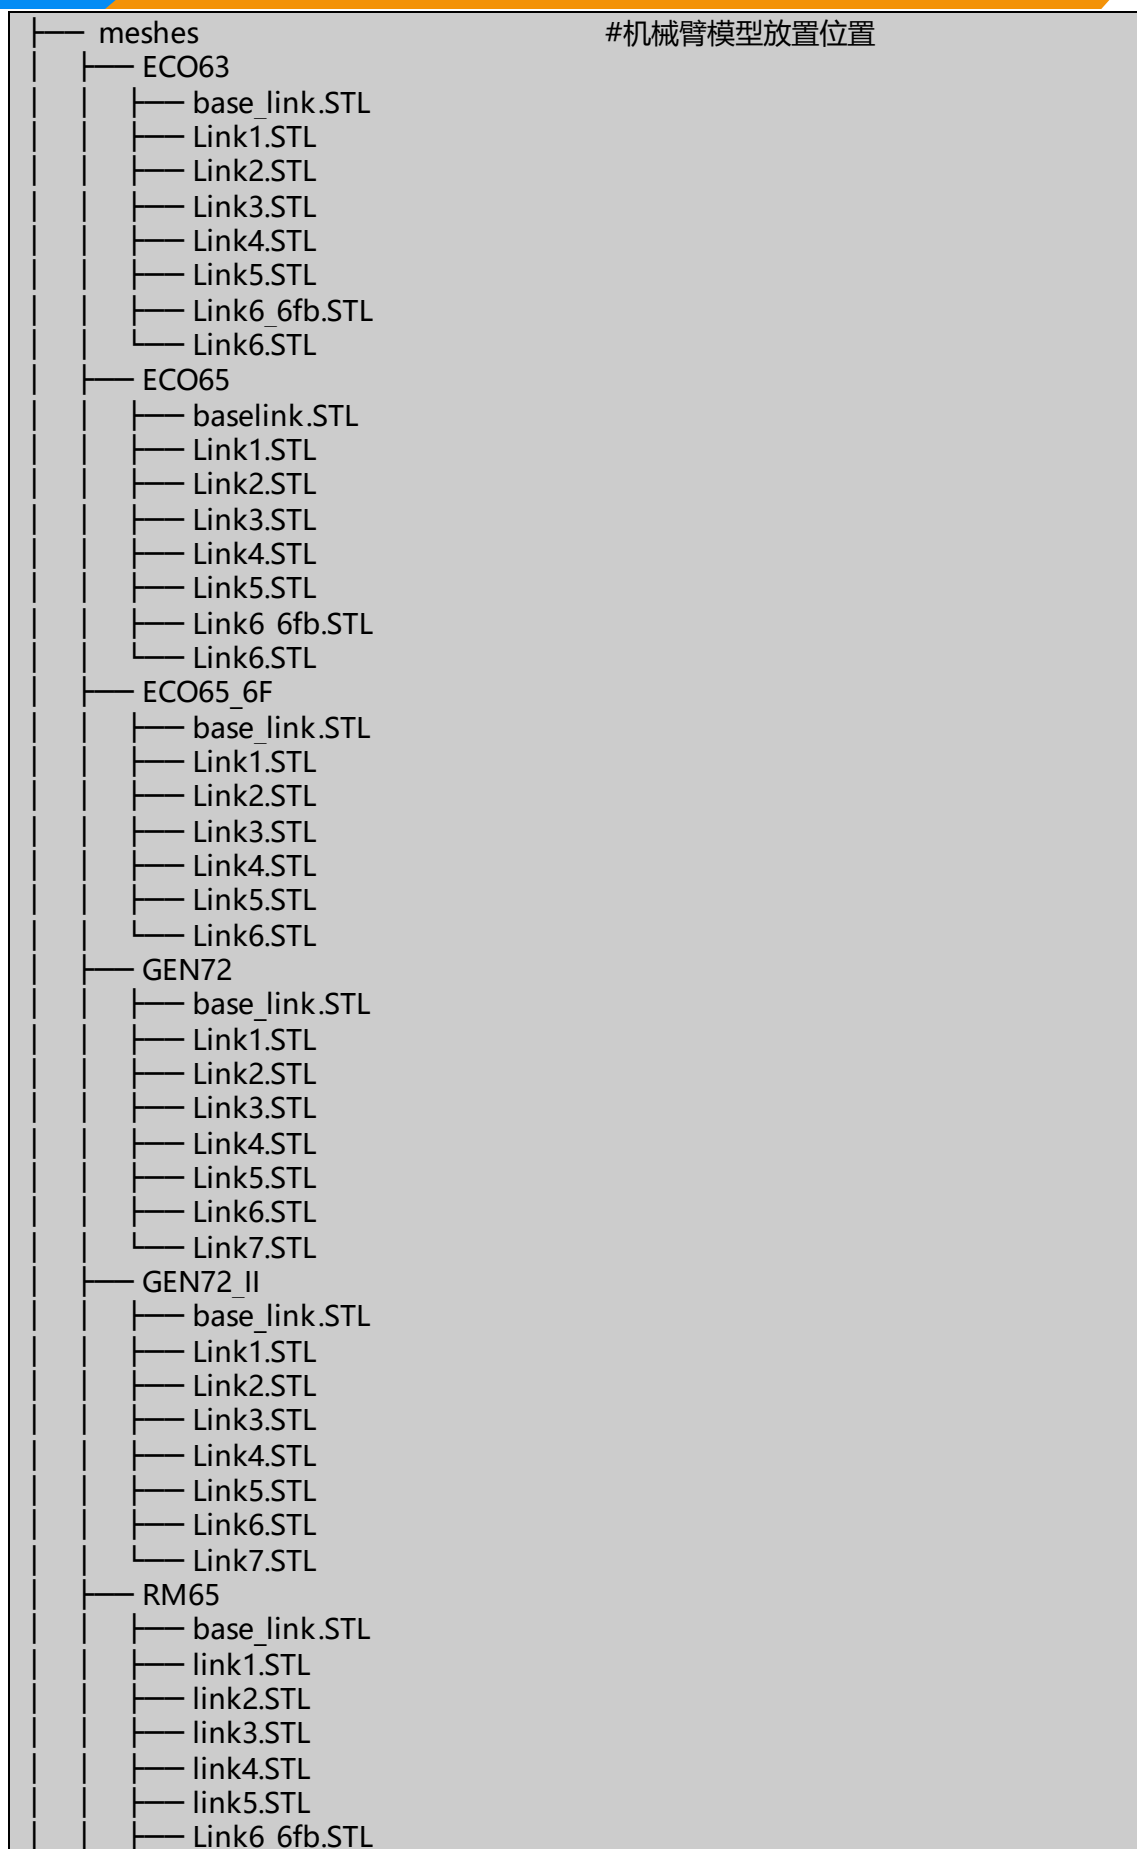 ├── meshes #机械臂模型放置位置
│ ├── ECO63
│ │ ├── base_link.STL
│ │ ├── Link1.STL
│ │ ├── Link2.STL
│ │ ├── Link3.STL
│ │ ├── Link4.STL
│ │ ├── Link5.STL
│ │ ├── Link6_6fb.STL
│ │ └── Link6.STL
│ ├── ECO65
│ │ ├── baselink.STL
│ │ ├── Link1.STL
│ │ ├── Link2.STL
│ │ ├── Link3.STL
│ │ ├── Link4.STL
│ │ ├── Link5.STL
│ │ ├── Link6 6fb.STL
│ │ └── Link6.STL
│ ├── ECO65_6F
│ │ ├── base_link.STL
│ │ ├── Link1.STL
│ │ ├── Link2.STL
│ │ ├── Link3.STL
│ │ ├── Link4.STL
│ │ ├── Link5.STL
│ │ └── Link6.STL
│ ├── GEN72
│ │ ├── base_link.STL
│ │ ├── Link1.STL
│ │ ├── Link2.STL
│ │ ├── Link3.STL
│ │ ├── Link4.STL
│ │ ├── Link5.STL
│ │ ├── Link6.STL
│ │ └── Link7.STL
│ ├── GEN72_II
│ │ ├── base_link.STL
│ │ ├── Link1.STL
│ │ ├── Link2.STL
│ │ ├── Link3.STL
│ │ ├── Link4.STL
│ │ ├── Link5.STL
│ │ ├── Link6.STL
│ │ └── Link7.STL
│ ├── RM65
│ │ ├── base_link.STL
│ │ ├── link1.STL
│ │ ├── link2.STL
│ │ ├── link3.STL
│ │ ├── link4.STL
│ │ ├── link5.STL
│ │ ├── Link6 6fb.STL